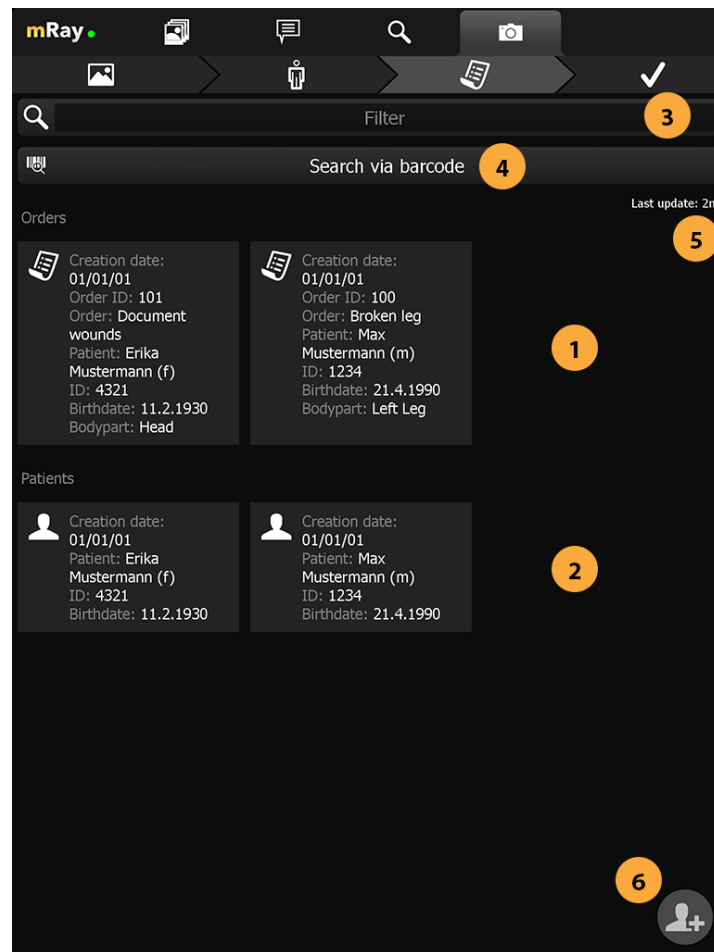 mRay
Filter
3
Search via barcode
4
Last update: 2m
Orders
5
Creation date:
01/01/01
Order ID: 101
Order: Document
wounds
Patient: Erika
Mustermann (f)
ID: 4321
Birthdate: 11.2.1930
Bodypart: Head
Creation date:
01/01/01
Order ID: 100
Order: Broken leg
Patient: Max
Mustermann (m)
ID: 1234
Birthdate: 21.4.1990
Bodypart: Left Leg
1
Patients
Creation date:
01/01/01
Patient: Erika
Mustermann (f)
ID: 4321
Birthdate: 11.2.1930
Creation date:
01/01/01
Patient: Max
Mustermann (m)
ID: 1234
Birthdate: 21.4.1990
2
6